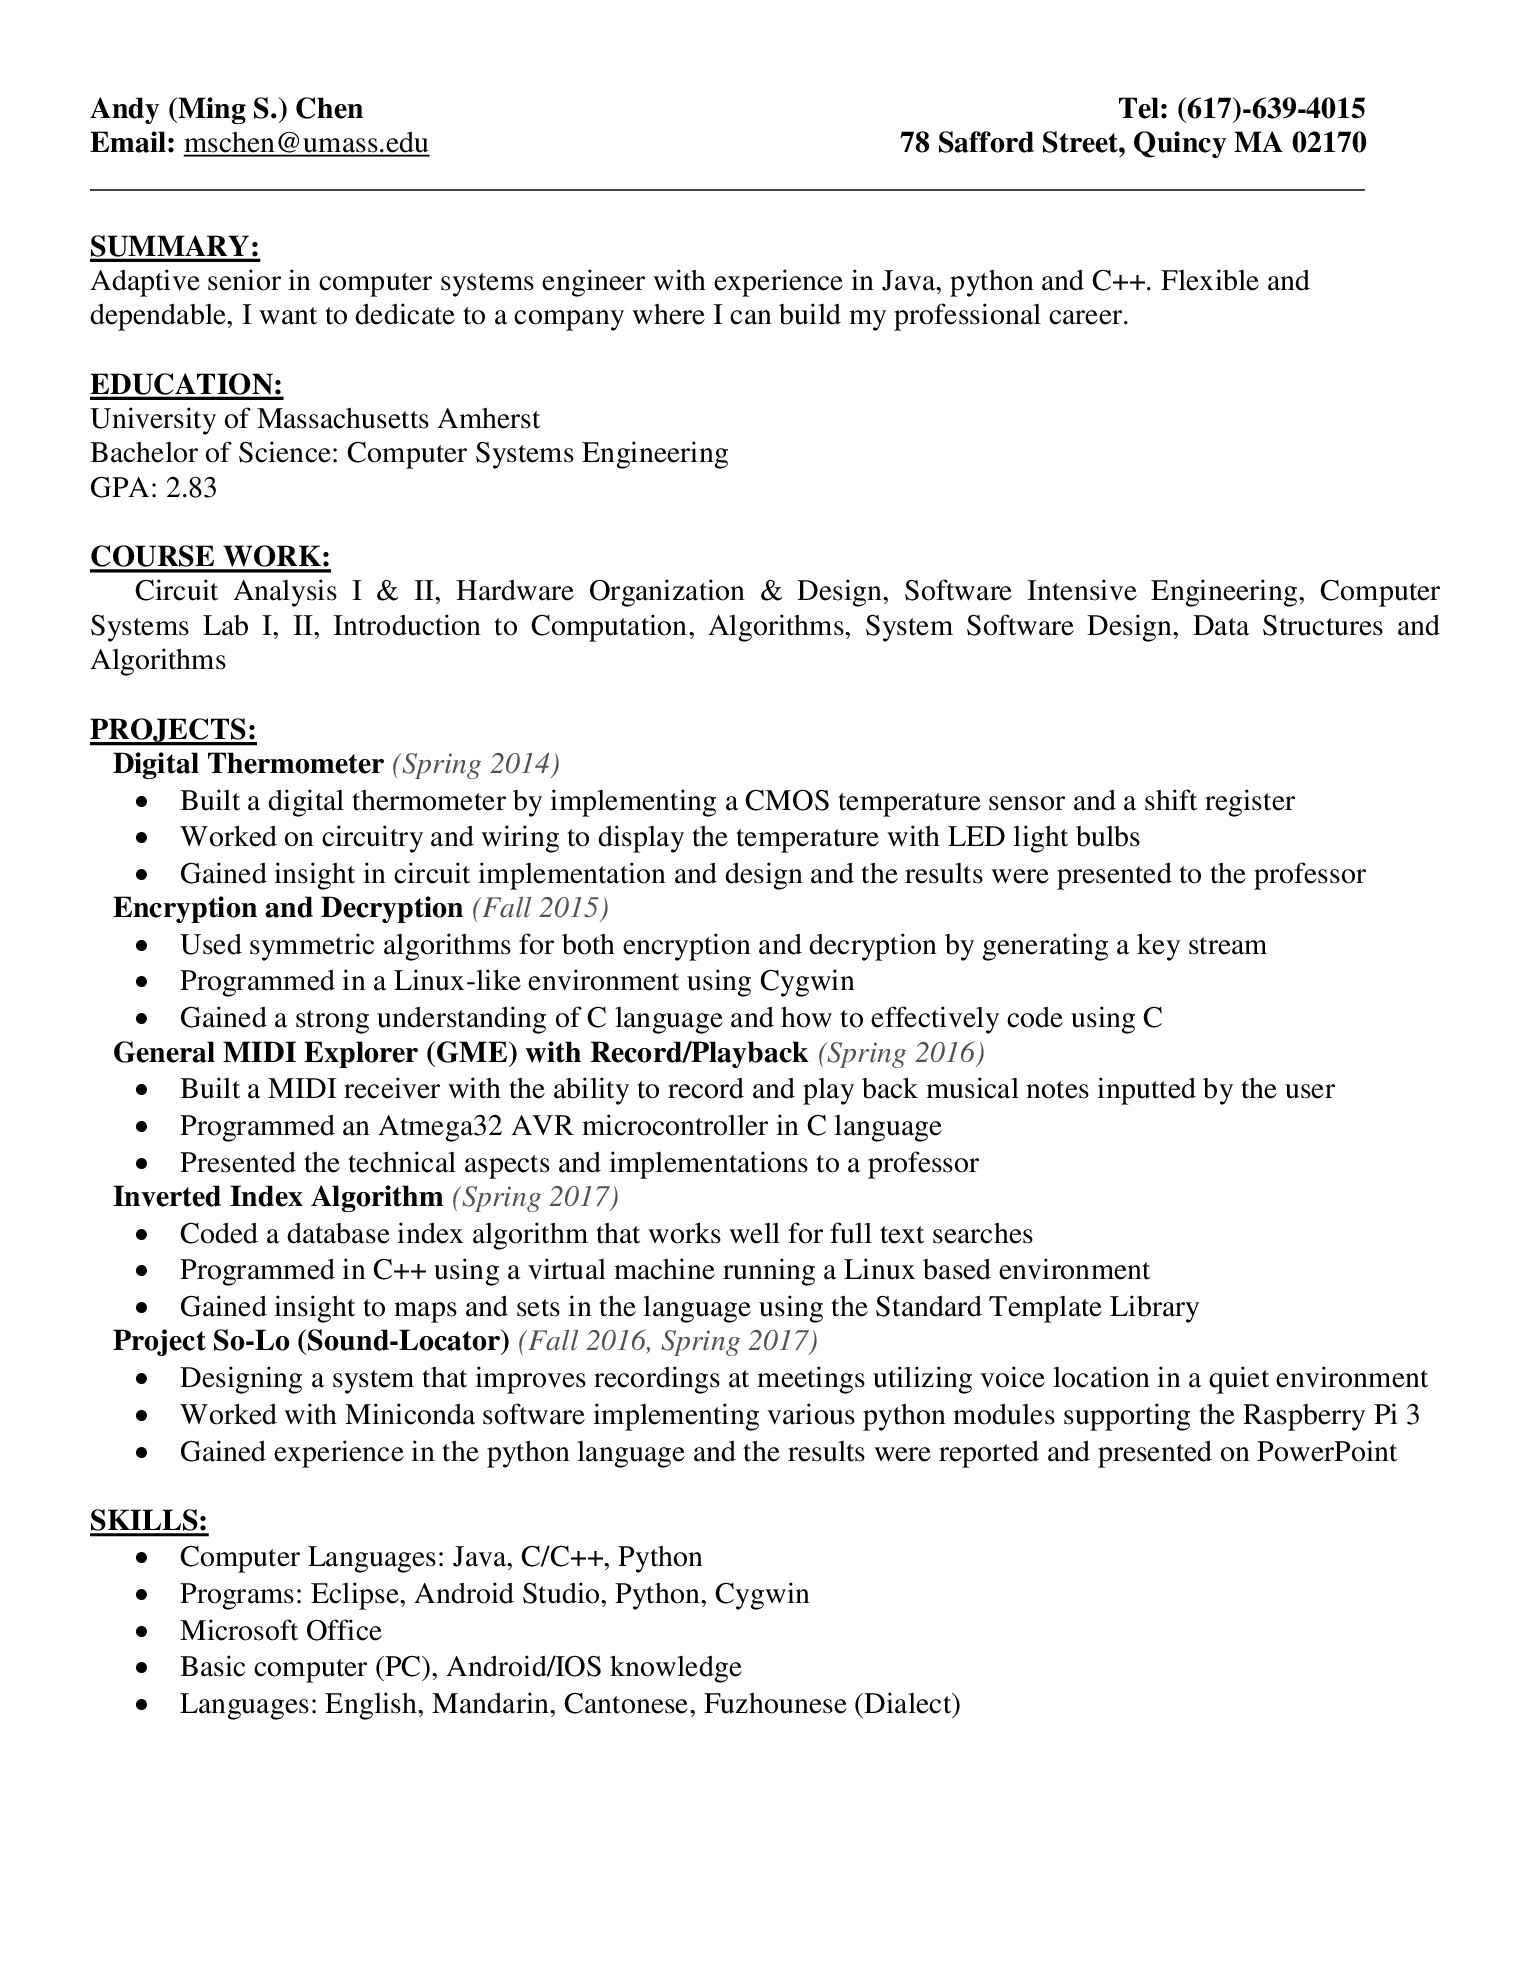 Andy (Ming S.) Chen Tel: (617)-639-4015
Email: mschen@umass.edu 78 Safford Street, Quincy MA 02170
SUMMARY:
Adaptive senior in computer systems engineer with experience in Java, python and C++. Flexible and
dependable, I want to dedicate to a company where I can build my professional career.
EDUCATION:
University of Massachusetts Amherst
Bachelor of Science: Computer Systems Engineering
GPA: 2.83
COURSE WORK:
Circuit Analysis I & II, Hardware Organization & Design, Software Intensive Engineering, Computer
Systems Lab I, II, Introduction to Computation, Algorithms, System Software Design, Data Structures and
Algorithms
PROJECTS:
Digital Thermometer (Spring 2014)
• Built a digital thermometer by implementing a CMOS temperature sensor and a shift register
• Worked on circuitry and wiring to display the temperature with LED light bulbs
• Gained insight in circuit implementation and design and the results were presented to the professor
Encryption and Decryption (Fall 2015)
• Used symmetric algorithms for both encryption and decryption by generating a key stream
• Programmed in a Linux-like environment using Cygwin
• Gained a strong understanding of C language and how to effectively code using C
General MIDI Explorer (GME) with Record/Playback (Spring 2016)
• Built a MIDI receiver with the ability to record and play back musical notes inputted by the user
• Programmed an Atmega32 AVR microcontroller in C language
• Presented the technical aspects and implementations to a professor
Inverted Index Algorithm (Spring 2017)
• Coded a database index algorithm that works well for full text searches
• Programmed in C++ using a virtual machine running a Linux based environment
• Gained insight to maps and sets in the language using the Standard Template Library
Project So-Lo (Sound-Locator) (Fall 2016, Spring 2017)
• Designing a system that improves recordings at meetings utilizing voice location in a quiet environment
• Worked with Miniconda software implementing various python modules supporting the Raspberry Pi 3
• Gained experience in the python language and the results were reported and presented on PowerPoint
SKILLS:
• Computer Languages: Java, C/C++, Python
• Programs: Eclipse, Android Studio, Python, Cygwin
• Microsoft Office
• Basic computer (PC), Android/IOS knowledge
• Languages: English, Mandarin, Cantonese, Fuzhounese (Dialect)